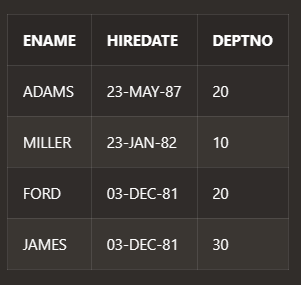 ENAME HIREDATE DEPTNO
ADAMS 23-MAY-87 20
MILLER 23-JAN-82 10
FORD 03-DEC-81 20
JAMES 03-DEC-81 30